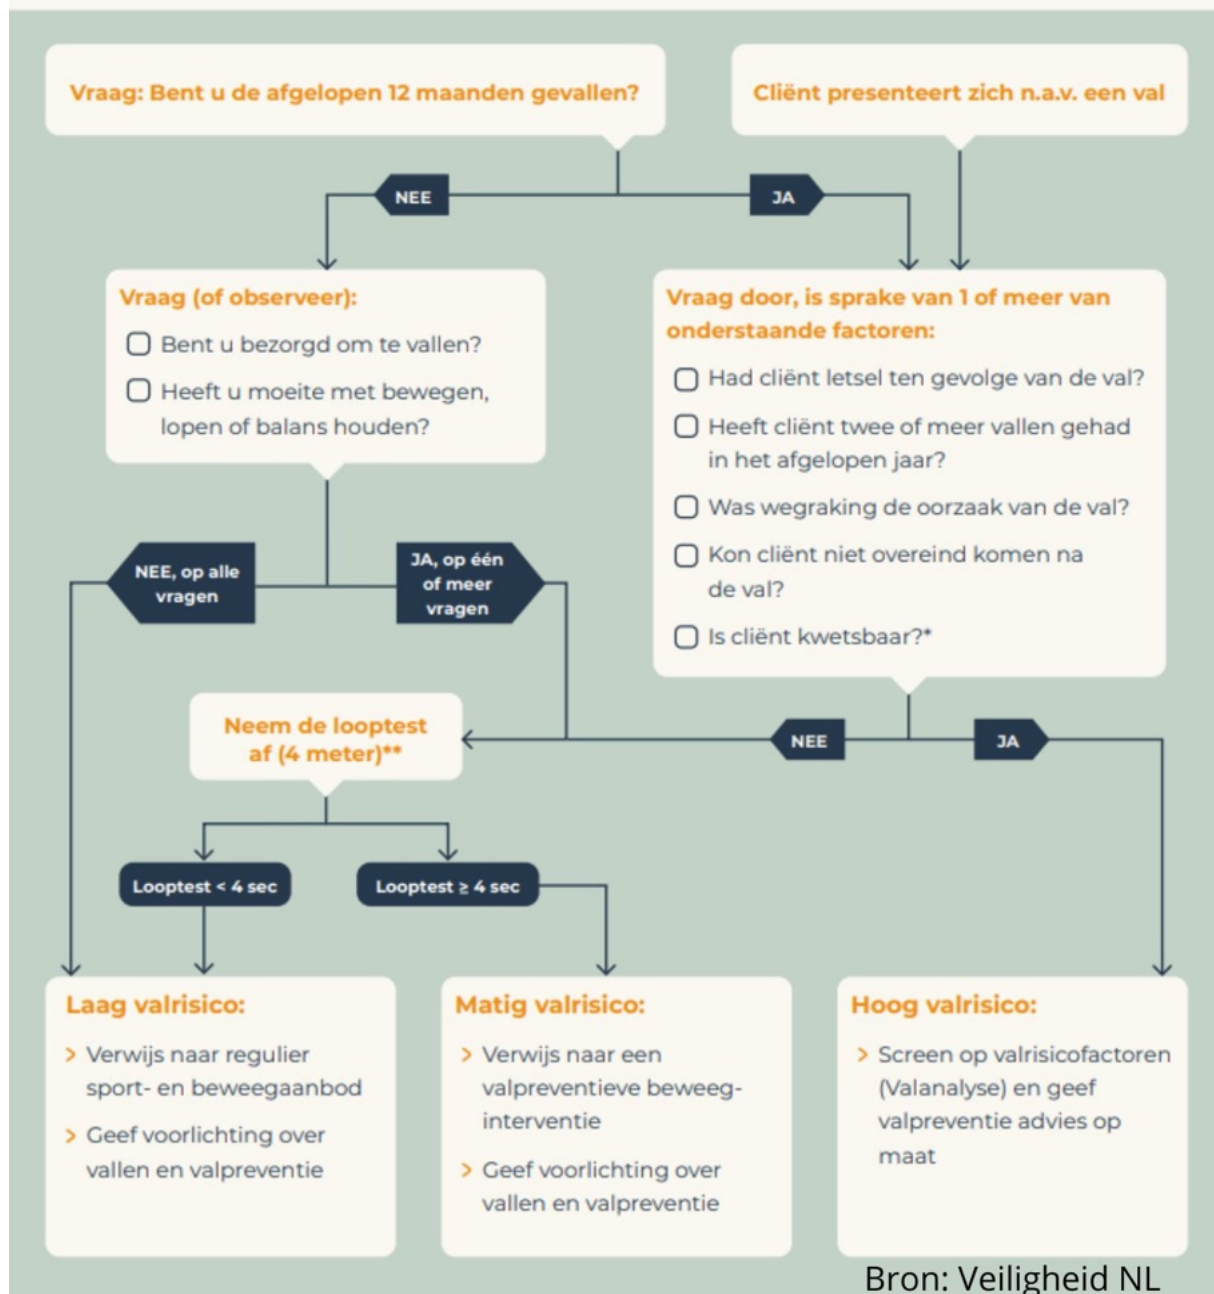 Vraag: Bent u de afgelopen 12 maanden gevallen?
Cliënt presenteert zich n.a.v. een val
NEE
JA
Vraag (of observeer):
Bent u bezorgd om te vallen?
Heeft u moeite met bewegen,
lopen of balans houden?
Vraag door, is sprake van 1 of meer van
onderstaande factoren:
Had cliënt letsel ten gevolge van de val?
Heeft cliënt twee of meer vallen gehad
in het afgelopen jaar?
Was wegraking de oorzaak van de val?
Kon cliënt niet overeind komen na
de val?
Is cliënt kwetsbaar?*
NEE, op alle
vragen
JA, op één
of meer
vragen
Neem de looptest
af (4 meter)**
NEE
JA
Looptest < 4 sec
Looptest ≥ 4 sec
Laag valrisico:
> Verwijs naar regulier
sport- en beweegaanbod
> Geef voorlichting over
vallen en valpreventie
Matig valrisico:
> Verwijs naar een
valpreventieve beweeg-
interventie
> Geef voorlichting over
vallen en valpreventie
Hoog valrisico:
> Screen op valrisicofactoren
(Valanalyse) en geef
valpreventie advies op
maat
Bron: Veiligheid NL